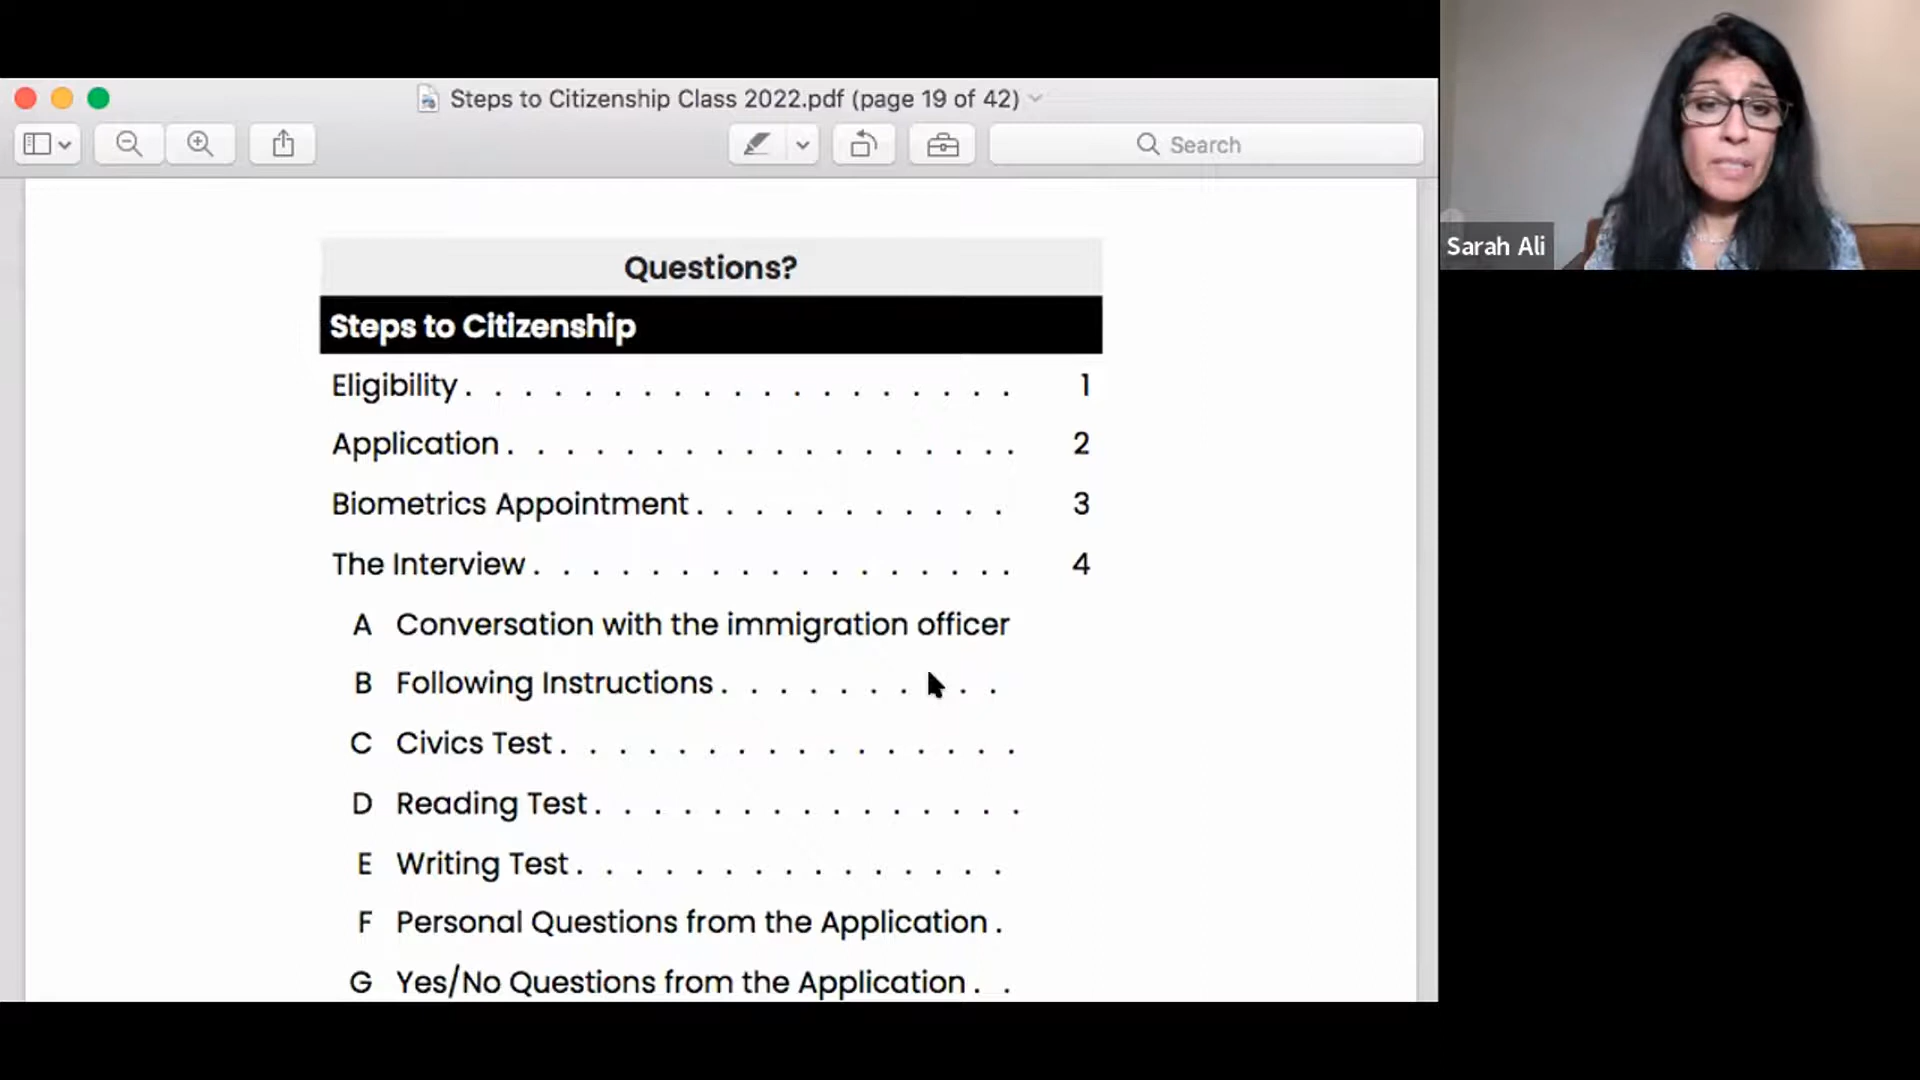 Steps to Citizenship Class 2022.pdf (page 19 of 42)
Search
Sarah Ali
Questions?
Steps to Citizenship
Eligibility . . . . . . . . . . . . . . . . . . . 1
Application . . . . . . . . . . . . . . . . . . 2
Biometrics Appointment . . . . . . . . . . . 3
The Interview . . . . . . . . . . . . . . . . . 4
A Conversation with the immigration officer
B Following Instructions . . . . . . . . . .
C Civics Test . . . . . . . . . . . . . . . .
D Reading Test . . . . . . . . . . . . . . .
E Writing Test . . . . . . . . . . . . . . .
F Personal Questions from the Application .
G Yes/No Questions from the Application . .